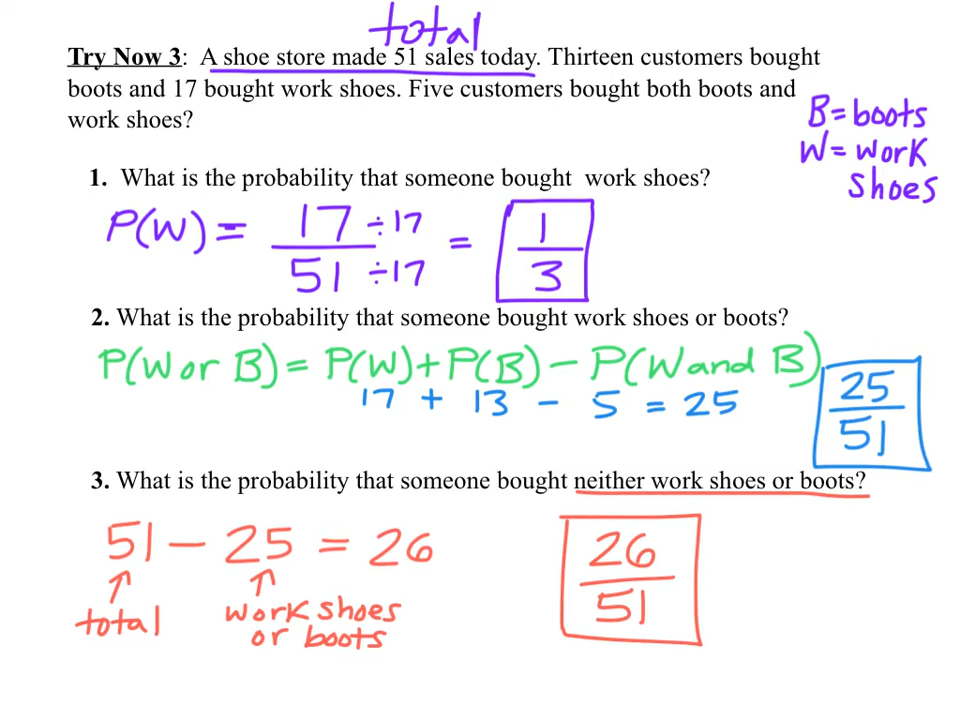 total
Try Now 3: A shoe store made 51 sales today. Thirteen customers bought
boots and 17 bought work shoes. Five customers bought both boots and
work shoes?
B = boots
W = work
shoes
1. What is the probability that someone bought work shoes?
P(W) = 17 ÷17 / 51 ÷17 = 1/3
2. What is the probability that someone bought work shoes or boots?
P(W or B) = P(W) + P(B) - P(W and B)
17 + 13 - 5 = 25
25/51
3. What is the probability that someone bought neither work shoes or boots?
51 - 25 = 26
↑ ↑
total work shoes
or boots
26/51